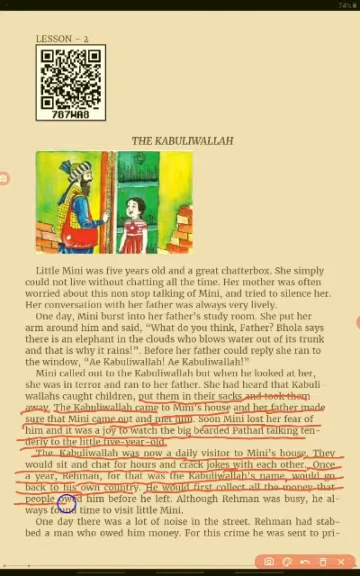 74%
LESSON - 2
787WA8
THE KABULIWALLAH
Little Mini was five years old and a great chatterbox. She simply
could not live without chatting all the time. Her mother was often
worried about this non stop talking of Mini, and tried to silence her.
Her conversation with her father was always very lively.
One day, Mini burst into her father's study room. She put her
arm around him and said, "What do you think, Father? Bhola says
there is an elephant in the clouds who blows water out of its trunk
and that is why it rains!". Before her father could reply she ran to
the window, "Ae Kabuliwallah! Ae Kabuliwallah!"
Mini called out to the Kabuliwallah but when he looked at her,
she was in terror and ran to her father. She had heard that Kabuli
wallahs caught children, put them in their sacks and took them
away. The Kabuliwallah came to Mini's house and her father made
sure that Mini came out and met him. Soon Mini lost her fear of
him and it was a joy to watch the big bearded Pathan talking ten-
derly to the little five-year-old.
The Kabuliwallah was now a daily visitor to Mini's house. They
would sit and chat for hours and crack jokes with each other. Once
a year, Rehman, for that was the Kabuliwallah's name, would go
back to his own country. He would first collect all the money that
people owed him before he left. Although Rehman was busy, he al-
ways found time to visit little Mini.
One day there was a lot of noise in the street. Rehman had stab-
bed a man who owed him money. For this crime he was sent to pri-